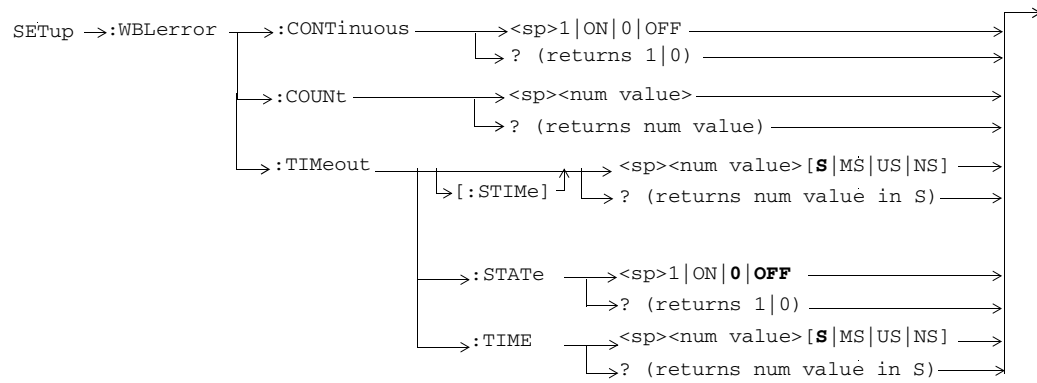 SETup :WBLerror :CONTinuous <sp>1|ON|0|OFF
? (returns 1|0)
:COUNt <sp><num value>
? (returns num value)
:TIMeout <sp><num value>[S|MS|US|NS]
[:STIMe] ? (returns num value in S)
:STATe <sp>1|ON|0|OFF
? (returns 1|0)
:TIME <sp><num value>[S|MS|US|NS]
? (returns num value in S)